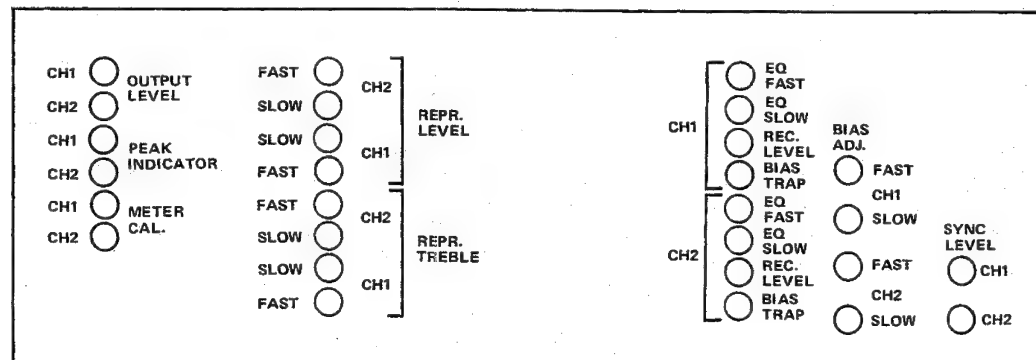 CH1
CH2
OUTPUT
LEVEL
CH1
CH2
PEAK
INDICATOR
CH1
CH2
METER
CAL.
FAST
SLOW
CH2
SLOW
FAST
CH1
REPR.
LEVEL
FAST
SLOW
CH2
SLOW
FAST
CH1
REPR.
TREBLE
CH1
EQ
FAST
EQ
SLOW
REC.
LEVEL
BIAS
TRAP
CH2
EQ
FAST
EQ
SLOW
REC.
LEVEL
BIAS
TRAP
BIAS
ADJ.
FAST
CH1
SLOW
FAST
CH2
SLOW
SYNC
LEVEL
CH1
CH2